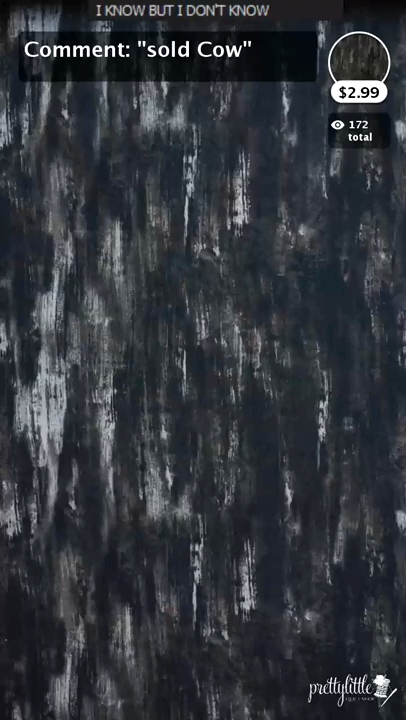 I KNOW BUT I DON'T KNOW
Comment: "sold Cow"
$2.99
172
total
prettylittle